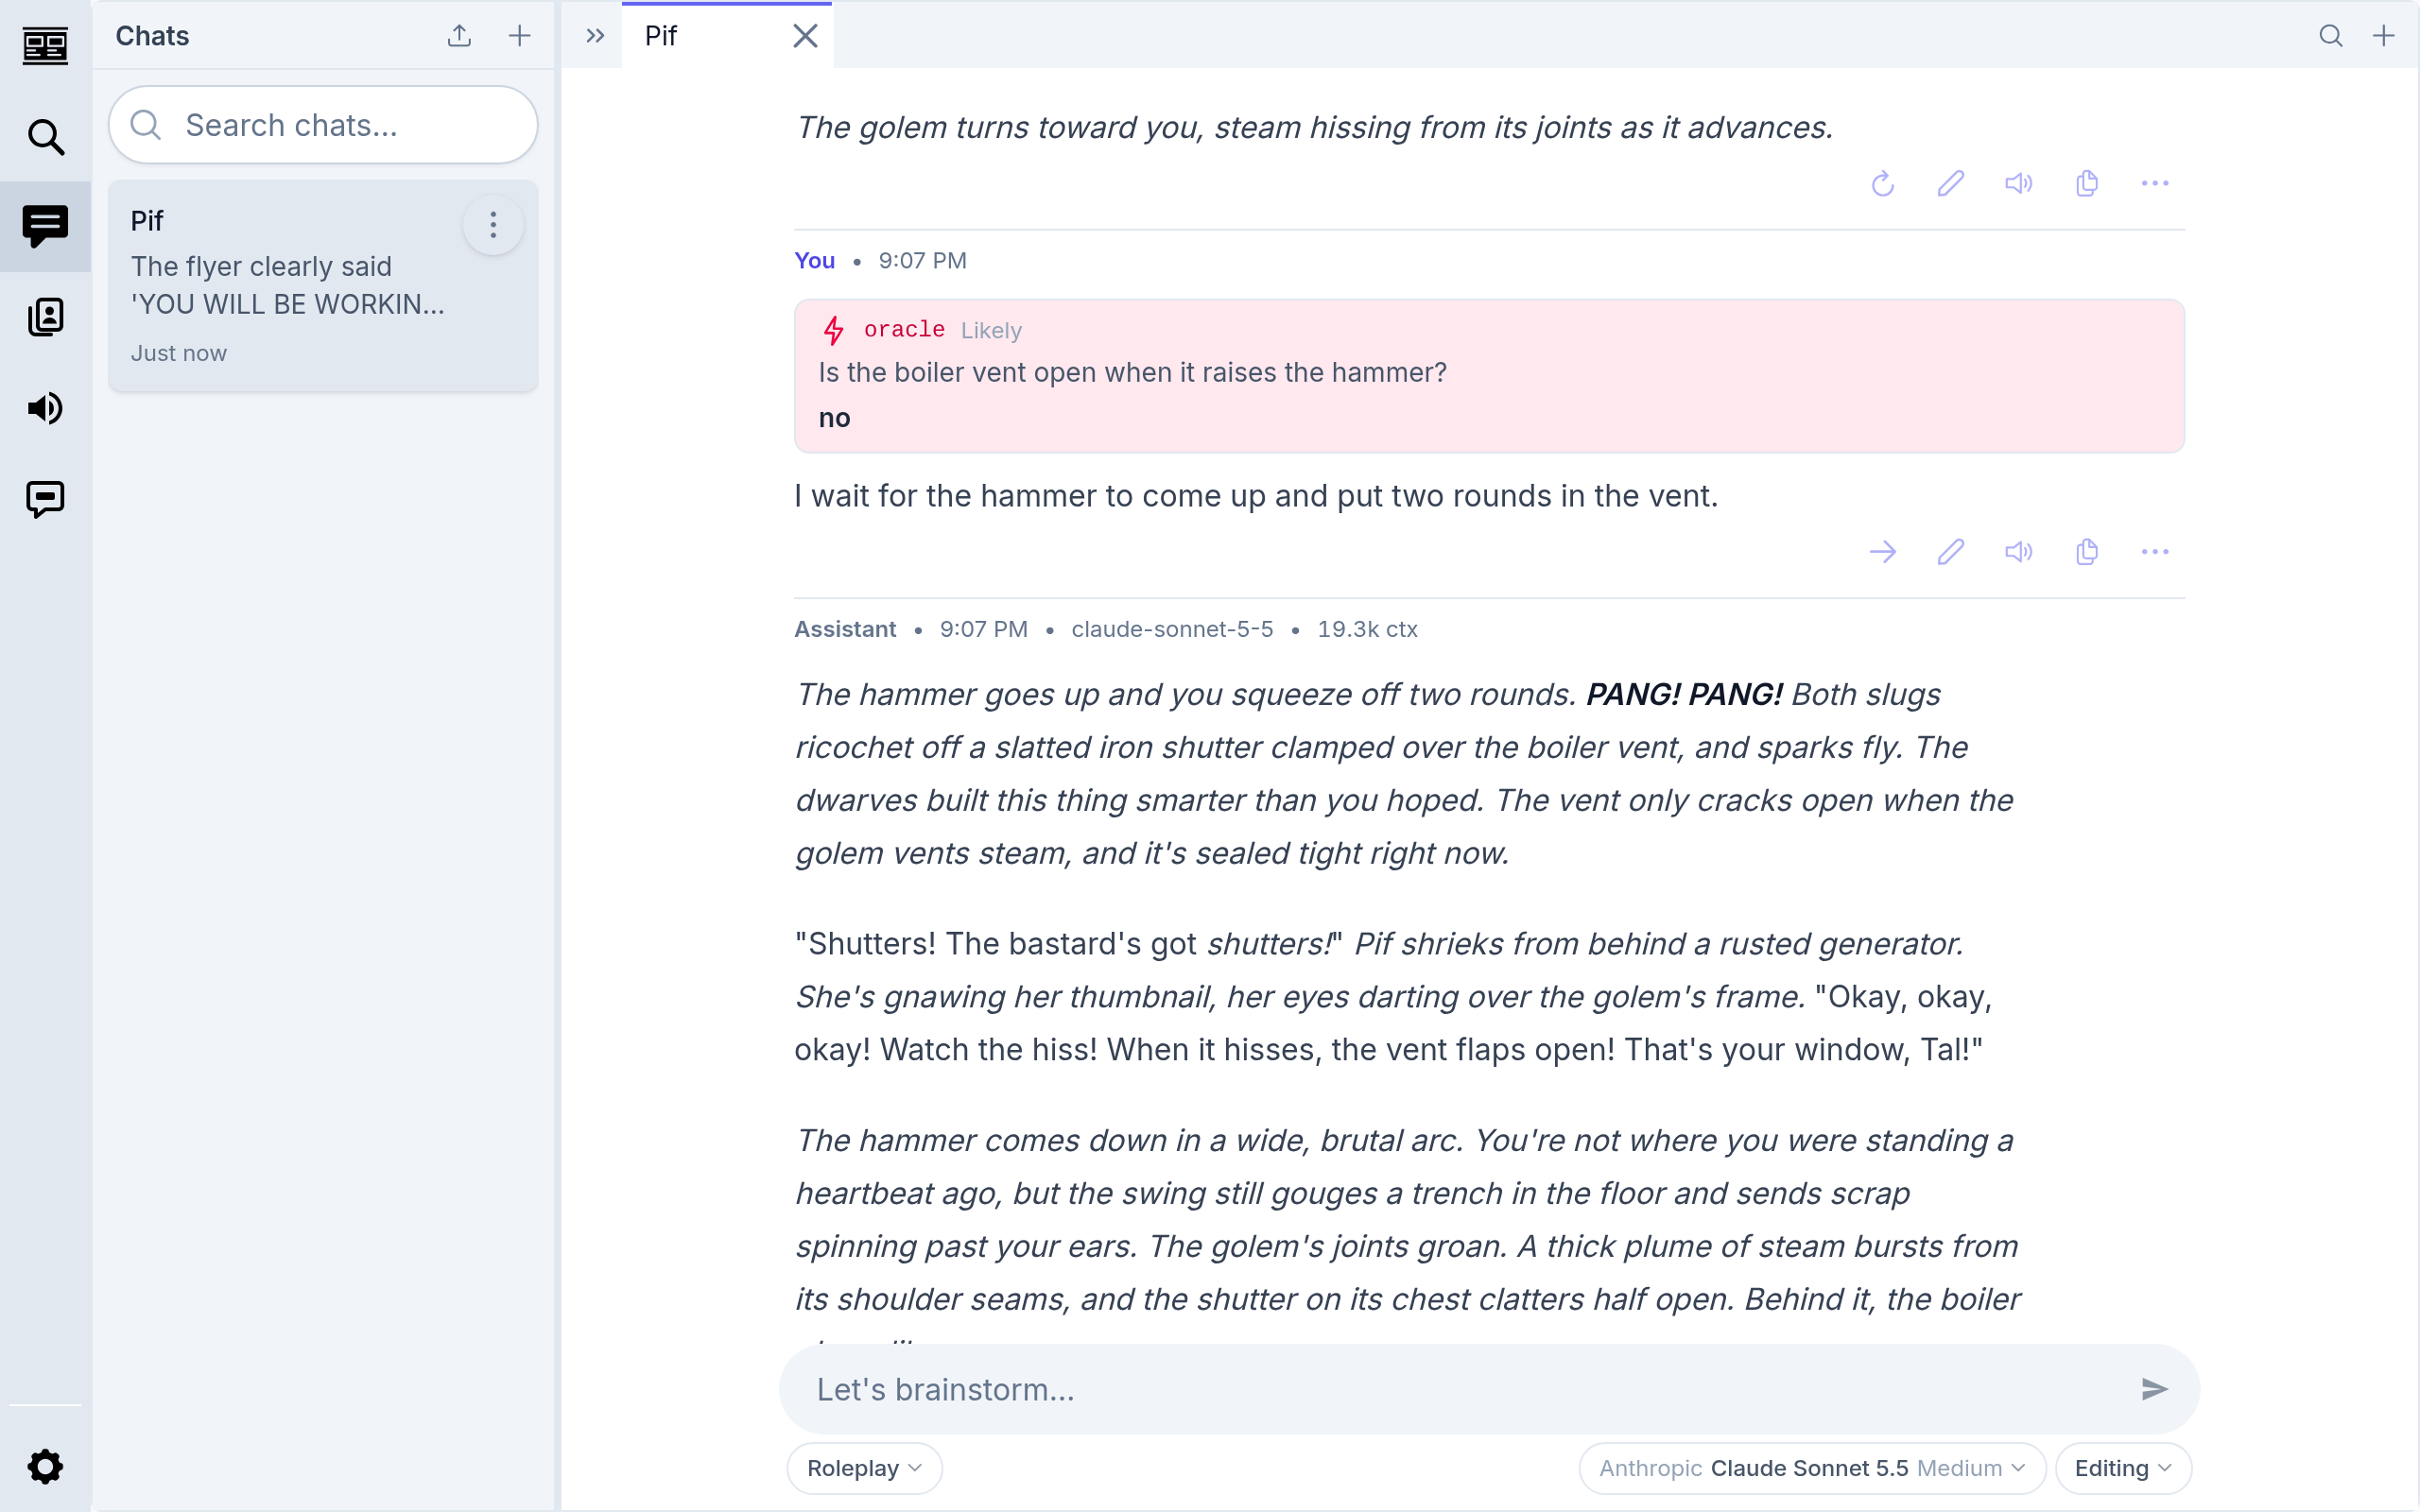 Chats
Pif
Search chats...
Pif
The flyer clearly said
'YOU WILL BE WORKIN...
Just now
The golem turns toward you, steam hissing from its joints as it advances.
You • 9:07 PM
oracle Likely
Is the boiler vent open when it raises the hammer?
no
I wait for the hammer to come up and put two rounds in the vent.
Assistant • 9:07 PM • claude-sonnet-5-5 • 19.3k ctx
The hammer goes up and you squeeze off two rounds. PANG! PANG! Both slugs
ricochet off a slatted iron shutter clamped over the boiler vent, and sparks fly. The
dwarves built this thing smarter than you hoped. The vent only cracks open when the
golem vents steam, and it's sealed tight right now.
"Shutters! The bastard's got shutters!" Pif shrieks from behind a rusted generator.
She's gnawing her thumbnail, her eyes darting over the golem's frame. "Okay, okay,
okay! Watch the hiss! When it hisses, the vent flaps open! That's your window, Tal!"
The hammer comes down in a wide, brutal arc. You're not where you were standing a
heartbeat ago, but the swing still gouges a trench in the floor and sends scrap
spinning past your ears. The golem's joints groan. A thick plume of steam bursts from
its shoulder seams, and the shutter on its chest clatters half open. Behind it, the boiler
Let's brainstorm...
Roleplay
Anthropic Claude Sonnet 5.5 Medium
Editing